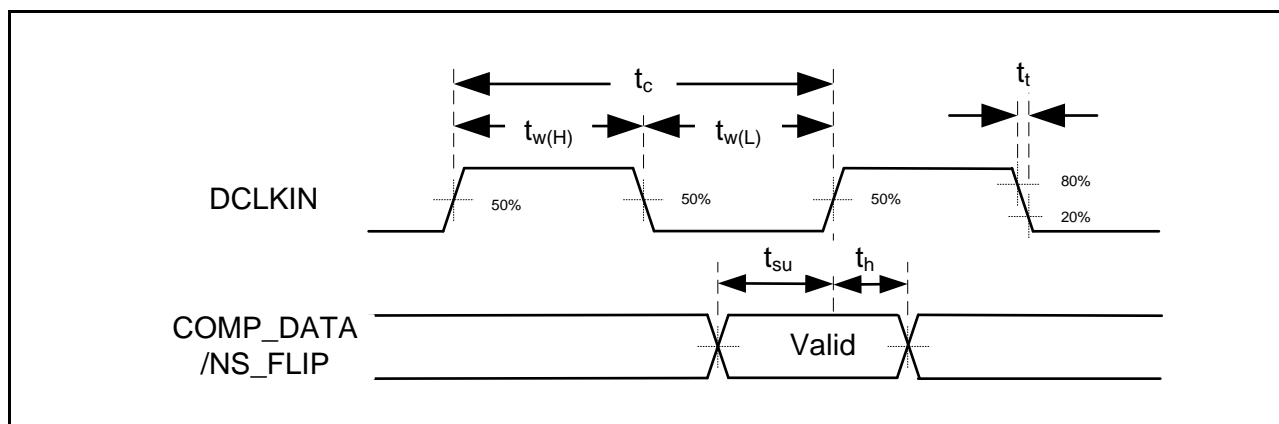 t_c
t_t
t_w(H)
t_w(L)
DCLKIN
50%
50%
50%
80%
20%
t_su
t_h
COMP_DATA
/NS_FLIP
Valid